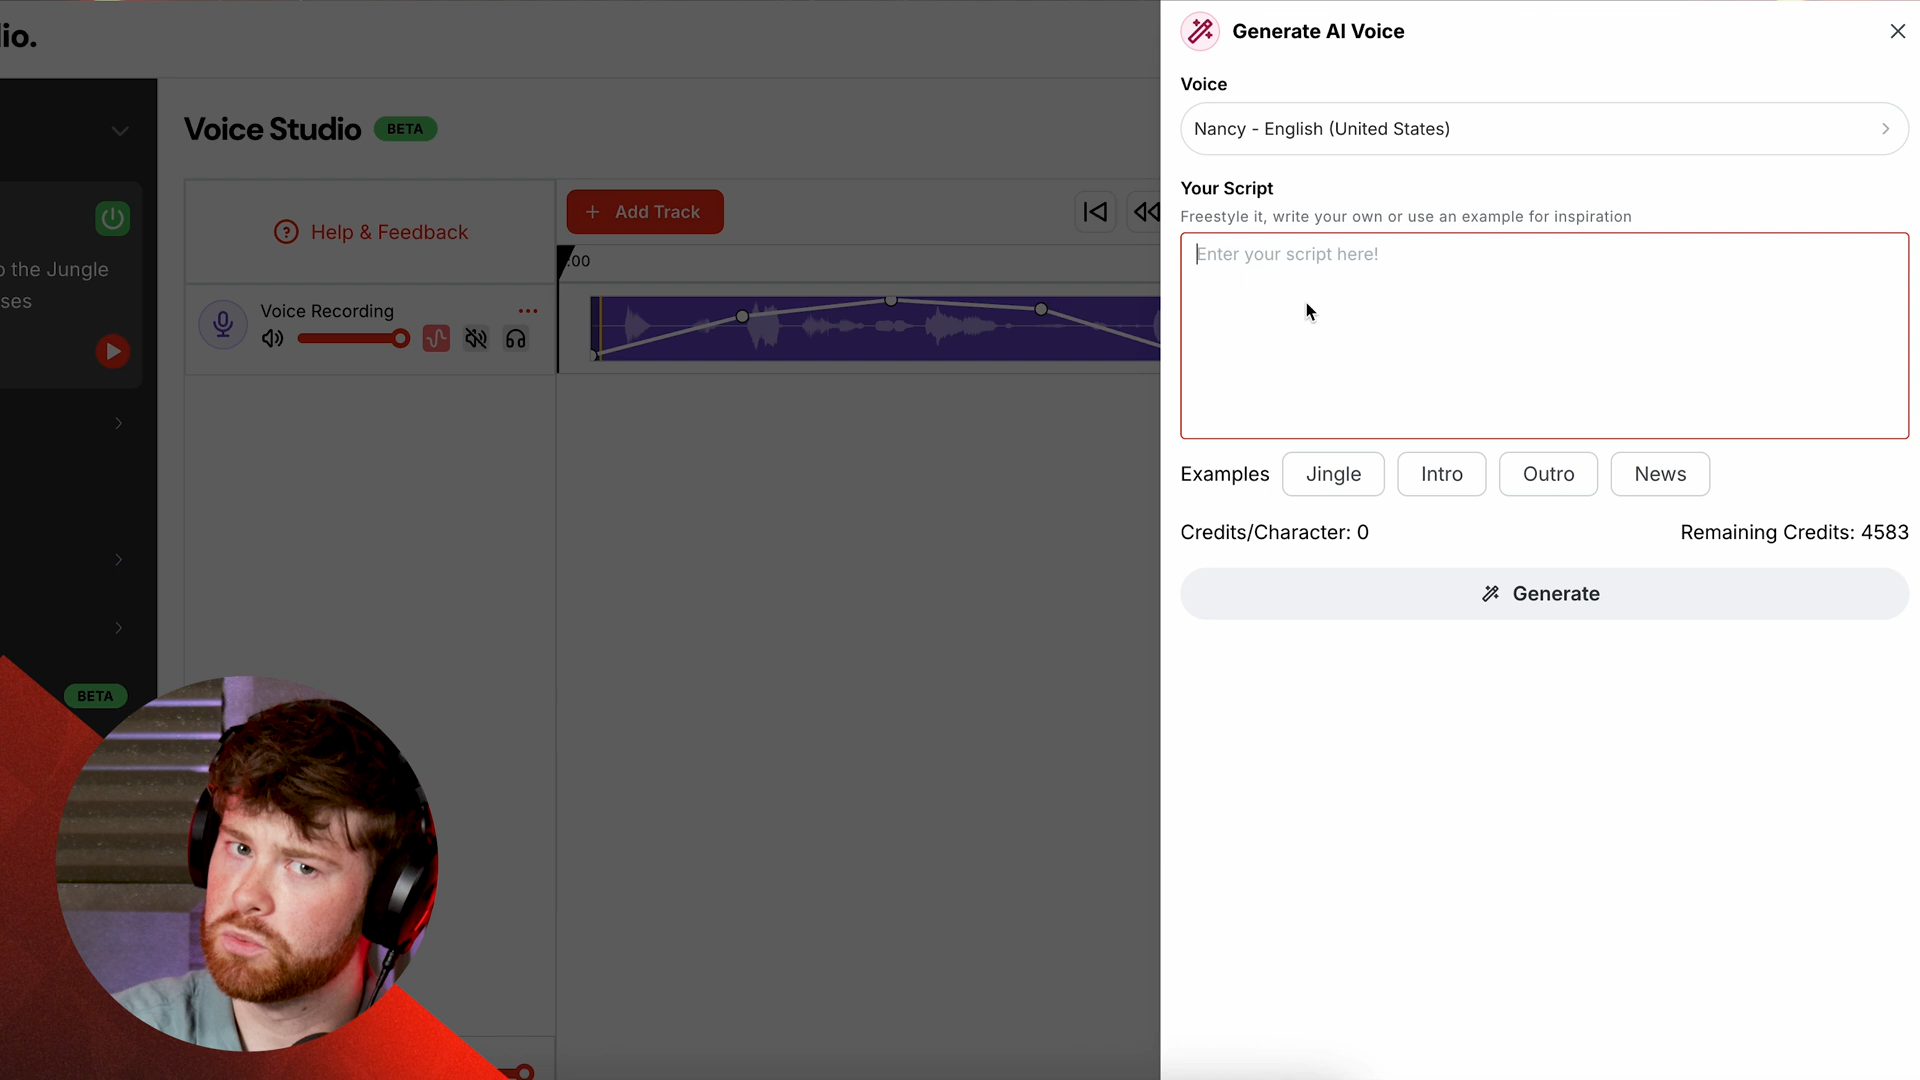 io.
Generate AI Voice
Voice
Nancy - English (United States)
Voice Studio
BETA
Your Script
Freestyle it, write your own or use an example for inspiration
Enter your script here!
Help & Feedback
+ Add Track
:00
o the Jungle
ses
Voice Recording
Examples
Jingle
Intro
Outro
News
Credits/Character: 0
Remaining Credits: 4583
Generate
BETA